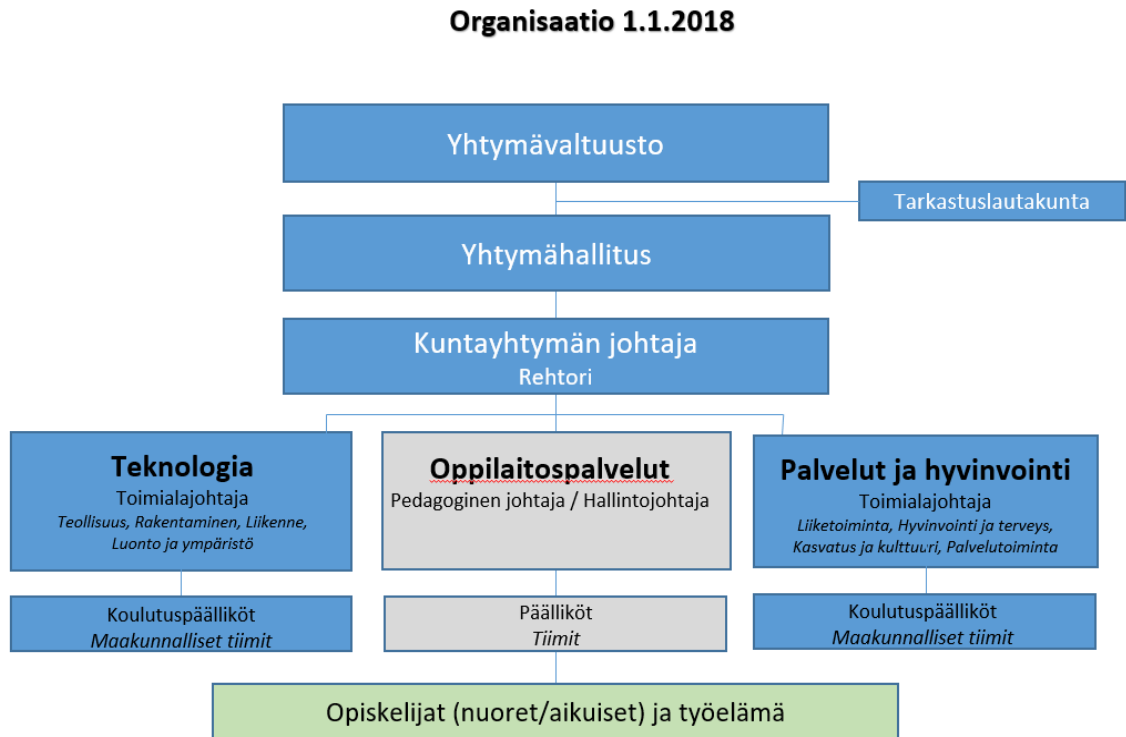 Organisaatio 1.1.2018
Yhtymävaltuusto
Tarkastuslautakunta
Yhtymähallitus
Kuntayhtymän johtaja
Rehtori
Teknologia
Toimialajohtaja
Teollisuus, Rakentaminen, Liikenne,
Luonto ja ympäristö
Oppilaitospalvelut
Pedagoginen johtaja / Hallintojohtaja
Palvelut ja hyvinvointi
Toimialajohtaja
Liiketoiminta, Hyvinvointi ja terveys,
Kasvatus ja kulttuuri, Palvelutoiminta
Koulutuspäälliköt
Maakunnalliset tiimit
Päälliköt
Tiimit
Koulutuspäälliköt
Maakunnalliset tiimit
Opiskelijat (nuoret/aikuiset) ja työelämä